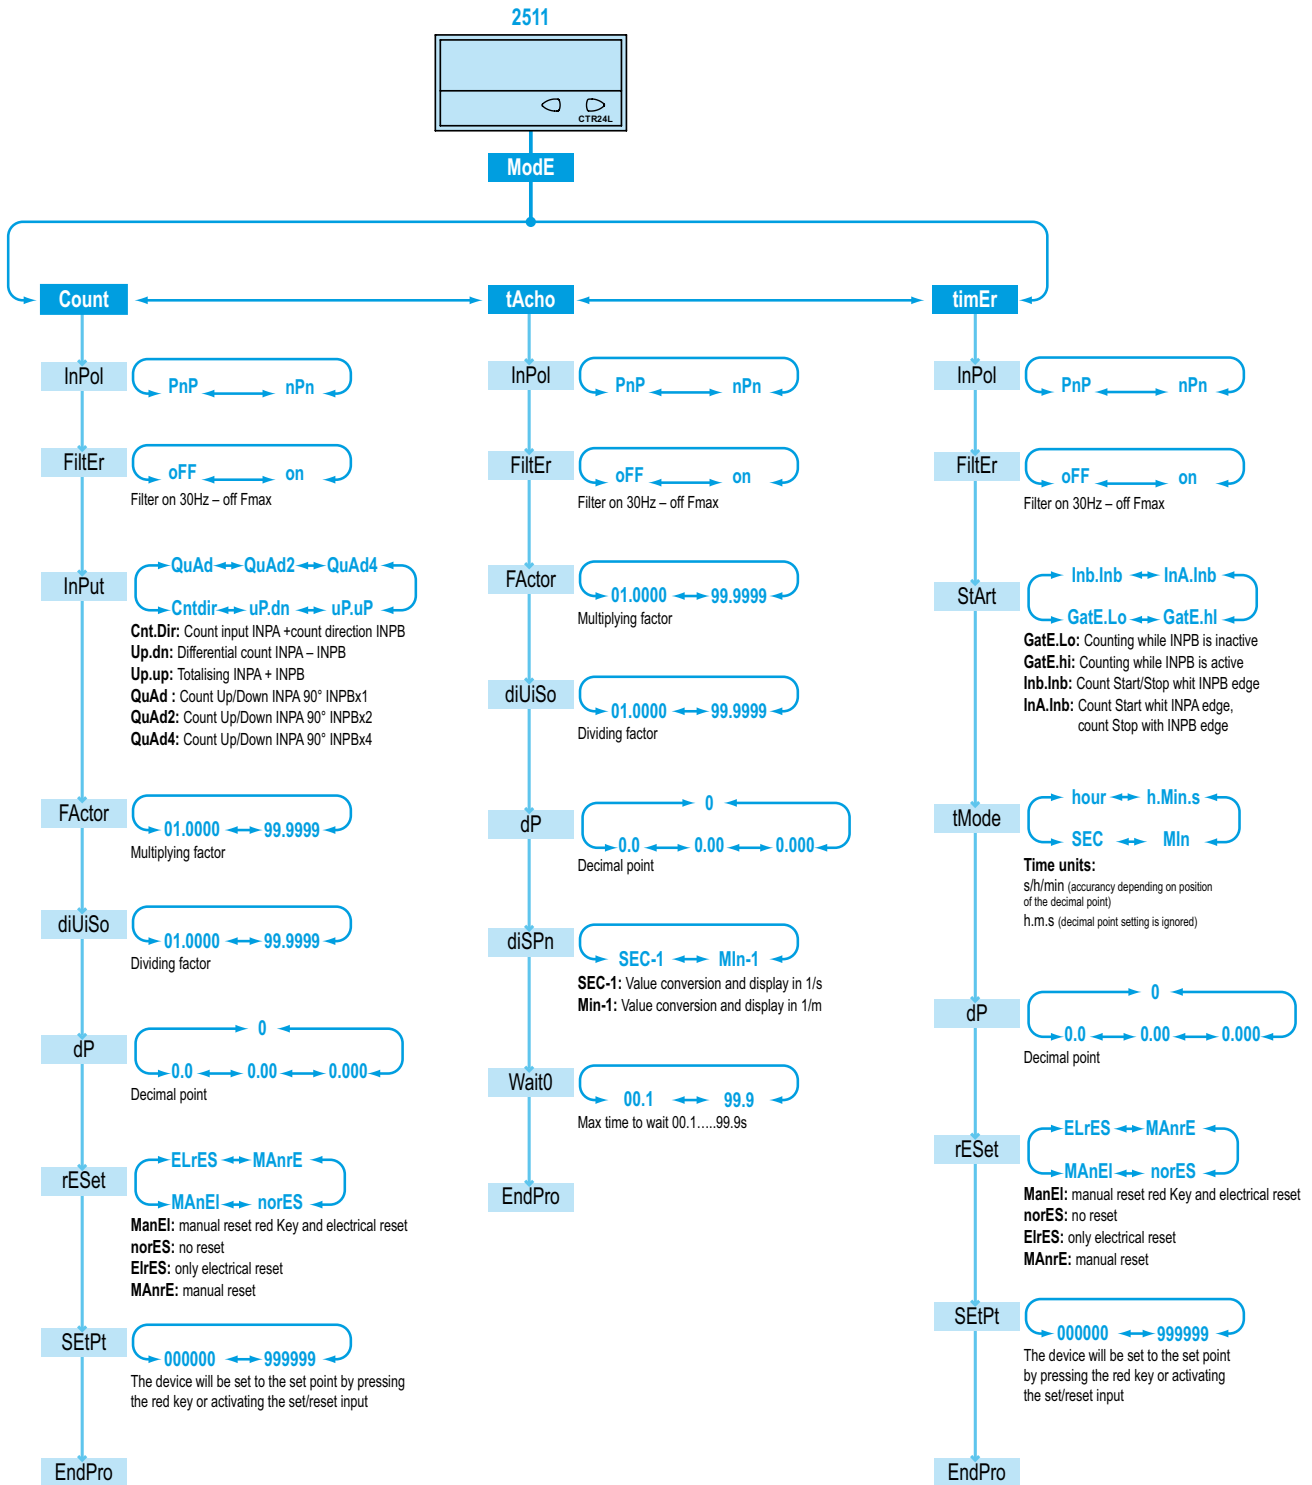 2511
CTR24L
ModE
Count
InPol
PnP nPn
FiltEr
oFF on
Filter on 30Hz – off Fmax
InPut
QuAd QuAd2 QuAd4
Cntdir uP.dn uP.uP
Cnt.Dir: Count input INPA +count direction INPB
Up.dn: Differential count INPA – INPB
Up.up: Totalising INPA + INPB
QuAd : Count Up/Down INPA 90° INPBx1
QuAd2: Count Up/Down INPA 90° INPBx2
QuAd4: Count Up/Down INPA 90° INPBx4
FActor
01.0000 99.9999
Multiplying factor
diUiSo
01.0000 99.9999
Dividing factor
dP
0
0.0 0.00 0.000
Decimal point
rESet
ELrES MAnrE
MAnEl norES
ManEl: manual reset red Key and electrical reset
norES: no reset
ElrES: only electrical reset
MAnrE: manual reset
SEtPt
000000 999999
The device will be set to the set point by pressing
the red key or activating the set/reset input
EndPro
tAcho
InPol
PnP nPn
FiltEr
oFF on
Filter on 30Hz – off Fmax
FActor
01.0000 99.9999
Multiplying factor
diUiSo
01.0000 99.9999
Dividing factor
dP
0
0.0 0.00 0.000
Decimal point
diSPn
SEC-1 MIn-1
SEC-1: Value conversion and display in 1/s
Min-1: Value conversion and display in 1/m
Wait0
00.1 99.9
Max time to wait 00.1.....99.9s
EndPro
timEr
InPol
PnP nPn
FiltEr
oFF on
Filter on 30Hz – off Fmax
StArt
Inb.Inb InA.Inb
GatE.Lo GatE.hI
GatE.Lo: Counting while INPB is inactive
GatE.hi: Counting while INPB is active
Inb.Inb: Count Start/Stop whit INPB edge
InA.Inb: Count Start whit INPA edge,
count Stop with INPB edge
tMode
hour h.Min.s
SEC MIn
Time units:
s/h/min (accurancy depending on position
of the decimal point)
h.m.s (decimal point setting is ignored)
dP
0
0.0 0.00 0.000
Decimal point
rESet
ELrES MAnrE
MAnEl norES
ManEl: manual reset red Key and electrical reset
norES: no reset
ElrES: only electrical reset
MAnrE: manual reset
SEtPt
000000 999999
The device will be set to the set point
by pressing the red key or activating
the set/reset input
EndPro